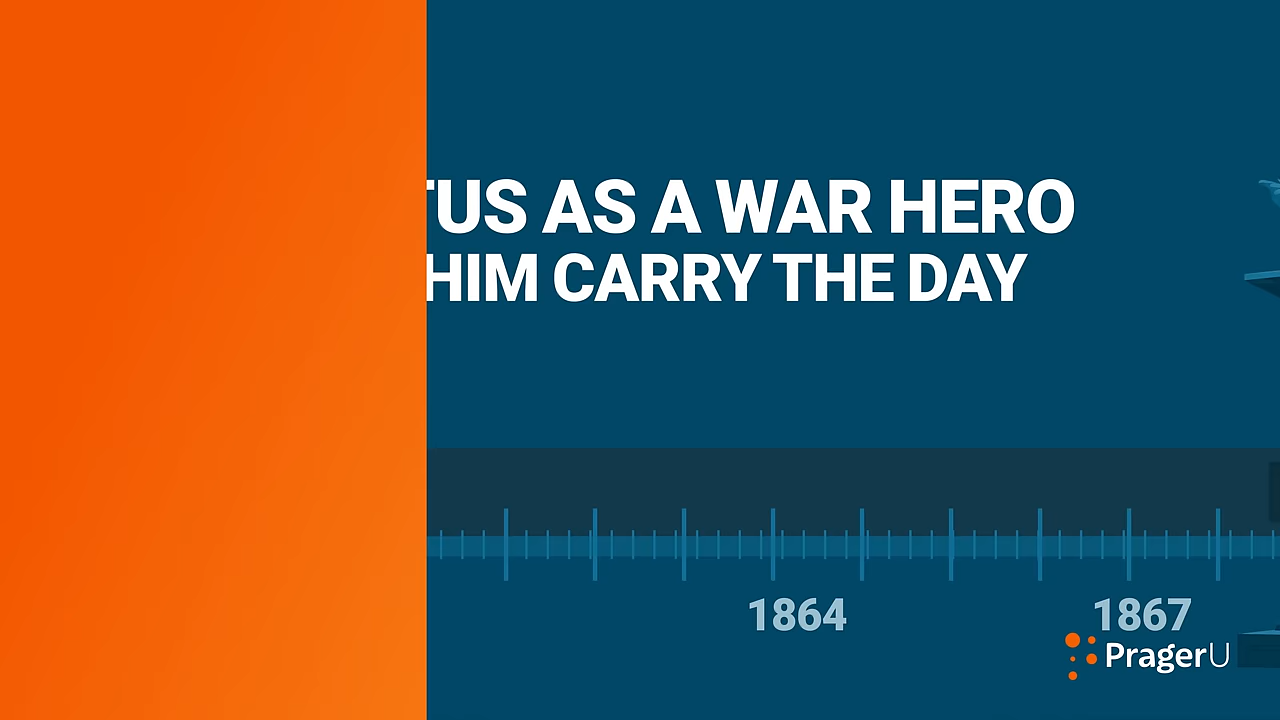 TUS AS A WAR HERO
HIM CARRY THE DAY
1864
1867
PragerU